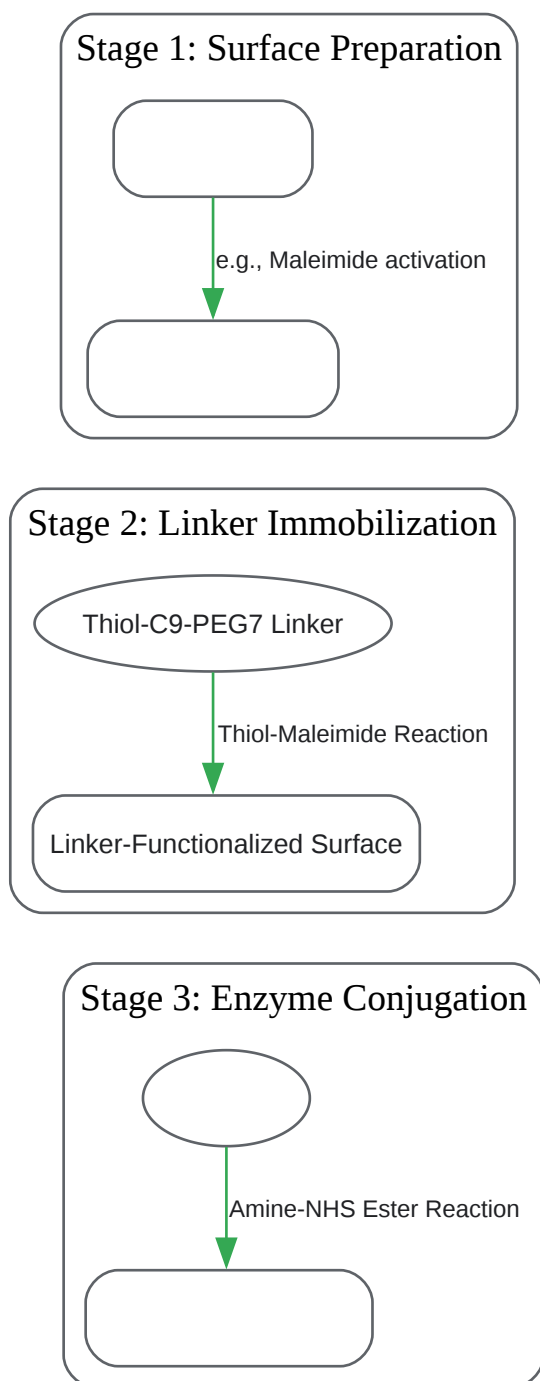 Stage 1: Surface Preparation
e.g., Maleimide activation
Stage 2: Linker Immobilization
Thiol-C9-PEG7 Linker
Thiol-Maleimide Reaction
Linker-Functionalized Surface
Stage 3: Enzyme Conjugation
Amine-NHS Ester Reaction